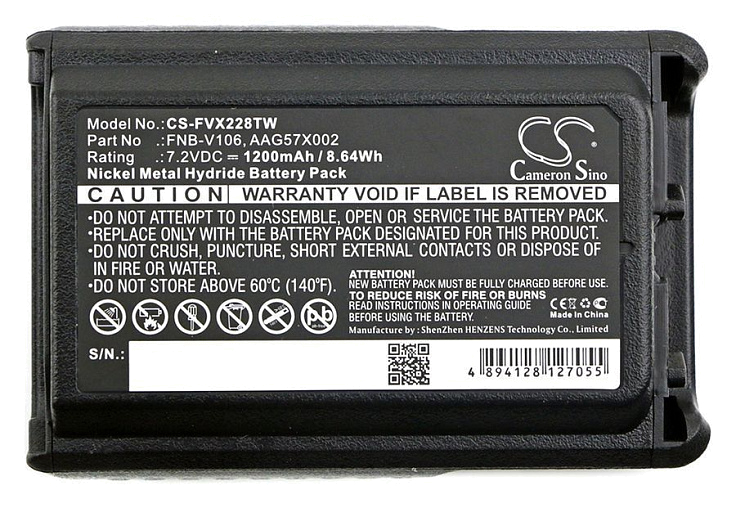 Model No.:CS-FVX228TW
Part No :FNB-V106, AAG57X002
Rating :7.2VDC ⎓ 1200mAh / 8.64Wh
Nickel Metal Hydride Battery Pack
CS
Cameron Sino
CAUTION WARRANTY VOID IF LABEL IS REMOVED
•DO NOT ATTEMPT TO DISASSEMBLE, OPEN OR SERVICE THE BATTERY PACK.
•REPLACE ONLY WITH THE BATTERY PACK DESIGNATED FOR THIS PRODUCT.
•DO NOT CRUSH, PUNCTURE, SHORT EXTERNAL CONTACTS OR DISPOSE OF
IN FIRE OR WATER.
•DO NOT STORE ABOVE 60℃ (140℉).
ATTENTION!
NEW BATTERY PACK MUST BE FULLY CHARGED BEFORE USE.
TO REDUCE RISK OF FIRE OR BURNS
READ INSTRUCTIONS IN OPERATING GUIDE
BEFORE USING THE BATTERY.
CE
Made In China
Manufacture by : ShenZhen HENZENS Technology Co., Limited
S/N.:
4 894128 127055